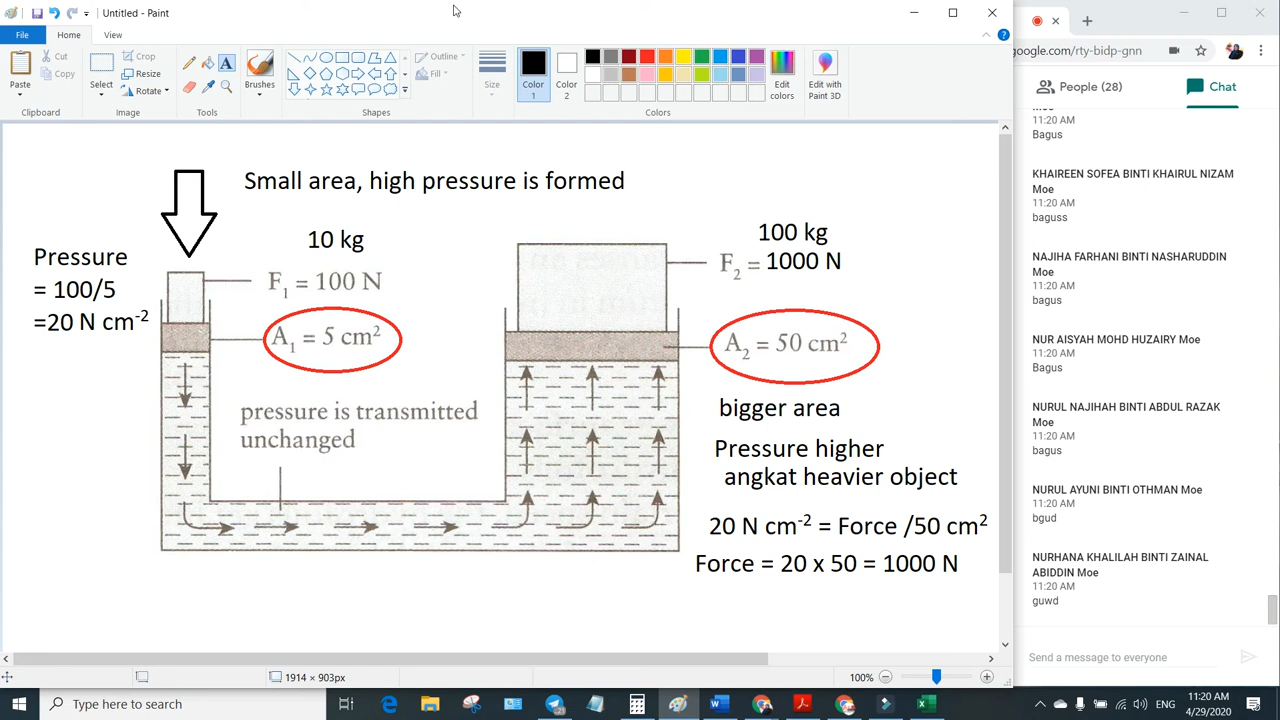 Untitled - Paint
File
Home
View
Paste
Cut
Copy
Clipboard
Select
Crop
Resize
Rotate
Image
A
Tools
Brushes
Outline
Fill
Shapes
Size
Color
1
Color
2
Edit
colors
Edit with
Paint 3D
Colors
Small area, high pressure is formed
Pressure
= 100/5
=20 N cm-2
10 kg
F1 = 100 N
A1 = 5 cm2
pressure is transmitted
unchanged
100 kg
F2 = 1000 N
A2 = 50 cm2
bigger area
Pressure higher
angkat heavier object
20 N cm-2 = Force /50 cm2
Force = 20 x 50 = 1000 N
1914 × 903px
100%
google.com/rty-bidp-gnn
People (28)
Chat
Moe
11:20 AM
Bagus
KHAIREEN SOFEA BINTI KHAIRUL NIZAM
Moe
11:20 AM
baguss
NAJIHA FARHANI BINTI NASHARUDDIN
Moe
11:20 AM
bagus
NUR AISYAH MOHD HUZAIRY Moe
11:20 AM
Bagus
NURUL NAJIHAH BINTI ABDUL RAZAK
Moe
11:20 AM
bagus
NURUL AYUNI BINTI OTHMAN Moe
11:20 AM
bgud
NURHANA KHALILAH BINTI ZAINAL
ABIDDIN Moe
11:20 AM
guwd
Send a message to everyone
Type here to search
ENG
11:20 AM
4/29/2020